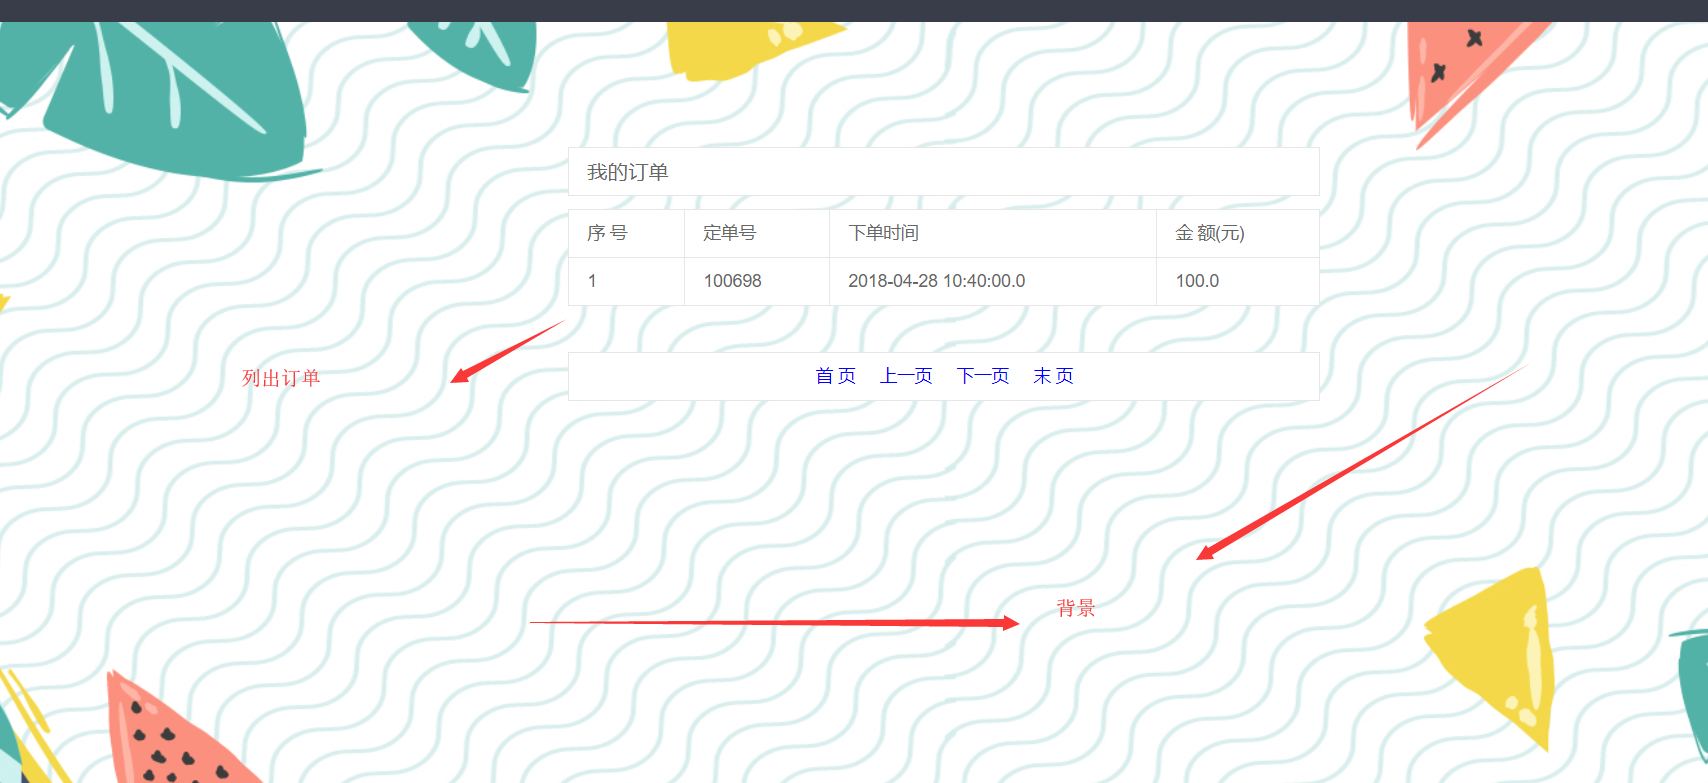 我的订单
序 号 定单号 下单时间 金 额(元)
1 100698 2018-04-28 10:40:00.0 100.0
首 页 上一页 下一页 末 页
列出订单
背景